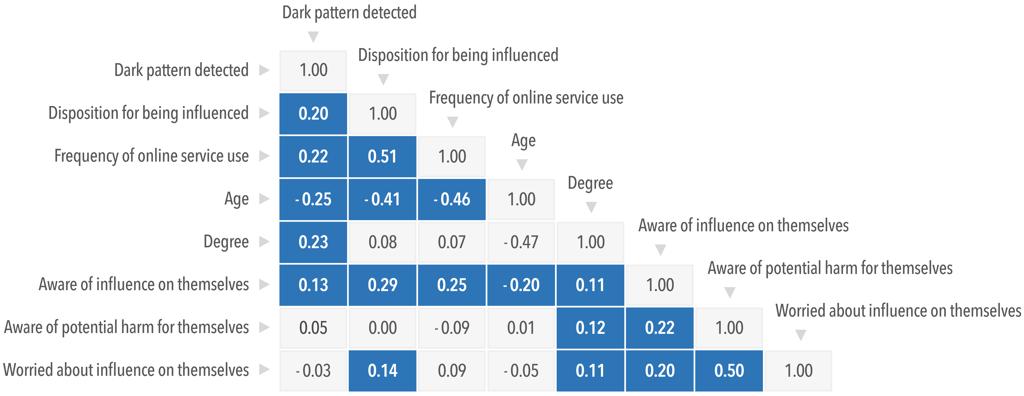 Dark pattern detected
Disposition for being influenced
Dark pattern detected 1.00
Frequency of online service use
Disposition for being influenced 0.20 1.00
Age
Frequency of online service use 0.22 0.51 1.00
Degree
Age - 0.25 - 0.41 - 0.46 1.00
Aware of influence on themselves
Degree 0.23 0.08 0.07 - 0.47 1.00
Aware of potential harm for themselves
Aware of influence on themselves 0.13 0.29 0.25 - 0.20 0.11 1.00
Worried about influence on themselves
Aware of potential harm for themselves 0.05 0.00 - 0.09 0.01 0.12 0.22 1.00
Worried about influence on themselves - 0.03 0.14 0.09 - 0.05 0.11 0.20 0.50 1.00